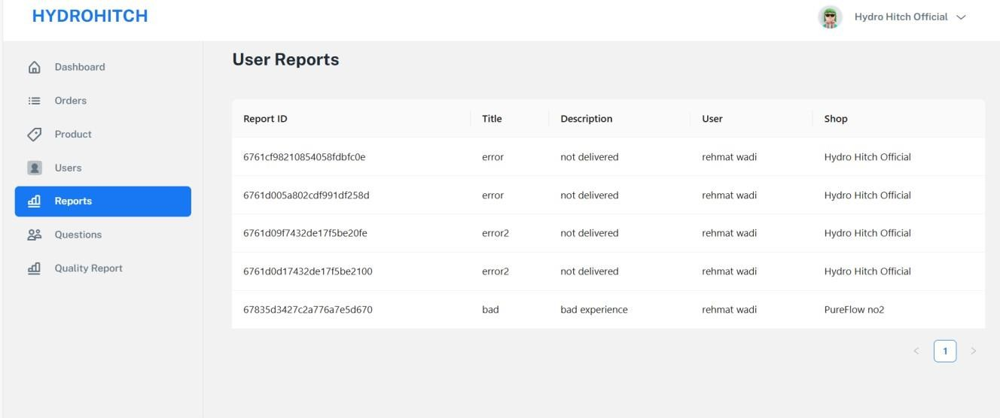 HYDROHITCH
Hydro Hitch Official
Dashboard
Orders
Product
Users
Reports
Questions
Quality Report
User Reports
Report ID Title Description User Shop
6761cf98210854058fdbfc0e error not delivered rehmat wadi Hydro Hitch Official
6761d005a802cdf991df258d error not delivered rehmat wadi Hydro Hitch Official
6761d09f7432de17f5be20fe error2 not delivered rehmat wadi Hydro Hitch Official
6761d0d17432de17f5be2100 error2 not delivered rehmat wadi Hydro Hitch Official
67835d3427c2a776a7e5d670 bad bad experience rehmat wadi PureFlow no2
1